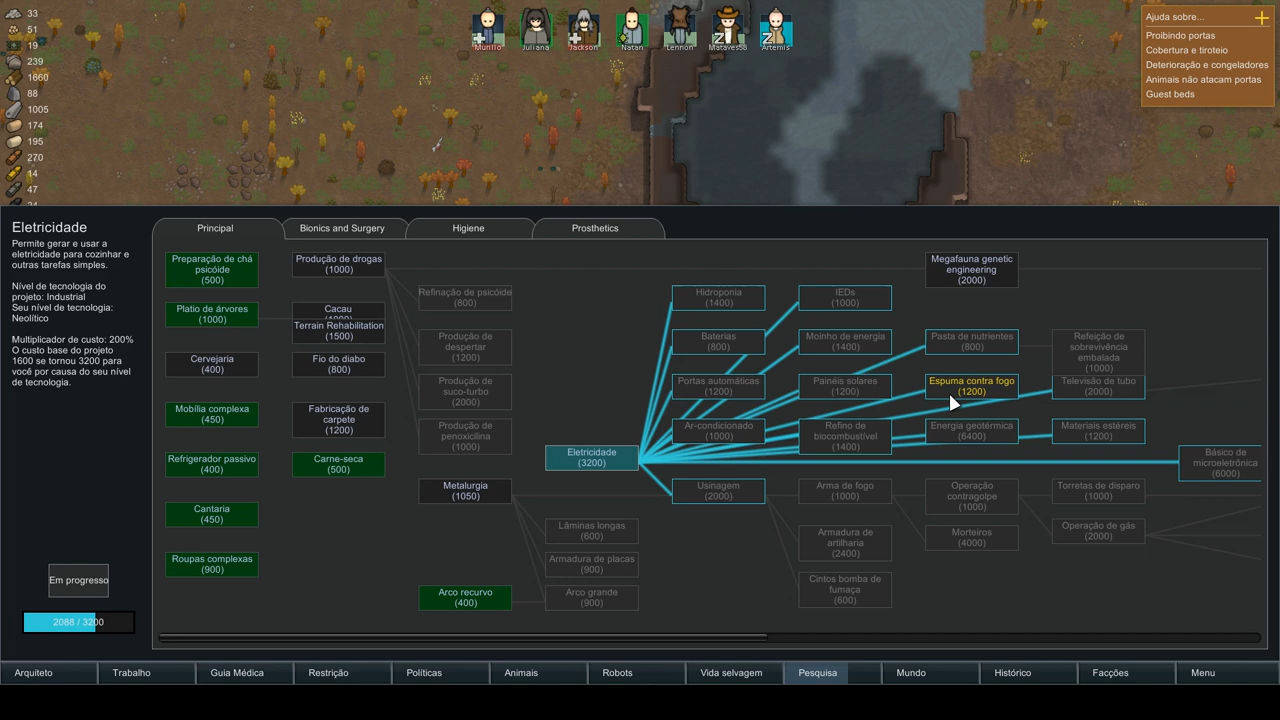 33
51
19
239
1660
88
1005
174
195
270
14
47
Murillo
Juliana
Jackson
Natan
Lennon
Mataves88
Artemis
Ajuda sobre...
Proibindo portas
Cobertura e tiroteio
Deterioração e congeladores
Animais não atacam portas
Guest beds
Eletricidade
Permite gerar e usar a
eletricidade para cozinhar e
outras tarefas simples.
Nível de tecnologia do
projeto: Industrial
Seu nível de tecnologia:
Neolítico
Multiplicador de custo: 200%
O custo base do projeto
1600 se tornou 3200 para
você por causa do seu nível
de tecnologia.
Em progresso
2088 / 3200
Principal
Bionics and Surgery
Higiene
Prosthetics
Preparação de chá
psicóide
(500)
Platio de árvores
(1000)
Cervejaria
(400)
Mobília complexa
(450)
Refrigerador passivo
(400)
Cantaria
(450)
Roupas complexas
(900)
Produção de drogas
(1000)
Cacau
Terrain Rehabilitation
(1500)
Fio do diabo
(800)
Fabricação de
carpete
(1200)
Carne-seca
(500)
Refinação de psicóide
(800)
Produção de
despertar
(1200)
Produção de
suco-turbo
(2000)
Produção de
penoxicilina
(1000)
Metalurgia
(1050)
Arco recurvo
(400)
Eletricidade
(3200)
Lâminas longas
(600)
Armadura de placas
(900)
Arco grande
(900)
Hidroponia
(1400)
Baterias
(800)
Portas automáticas
(1200)
Ar-condicionado
(1000)
Usinagem
(2000)
IEDs
(1000)
Moinho de energia
(1400)
Painéis solares
(1200)
Refino de
biocombustível
(1400)
Arma de fogo
(1000)
Armadura de
artilharia
(2400)
Cintos bomba de
fumaça
(600)
Megafauna genetic
engineering
(2000)
Pasta de nutrientes
(800)
Espuma contra fogo
(1200)
Energia geotérmica
(6400)
Operação
contragolpe
(1000)
Morteiros
(4000)
Refeição de
sobrevivência
embalada
(1000)
Televisão de tubo
(2000)
Materiais estéreis
(1200)
Torretas de disparo
(1000)
Operação de gás
(2000)
Básico de
microeletrônica
(6000)
Arquiteto
Trabalho
Guia Médica
Restrição
Políticas
Animais
Robots
Vida selvagem
Pesquisa
Mundo
Histórico
Facções
Menu